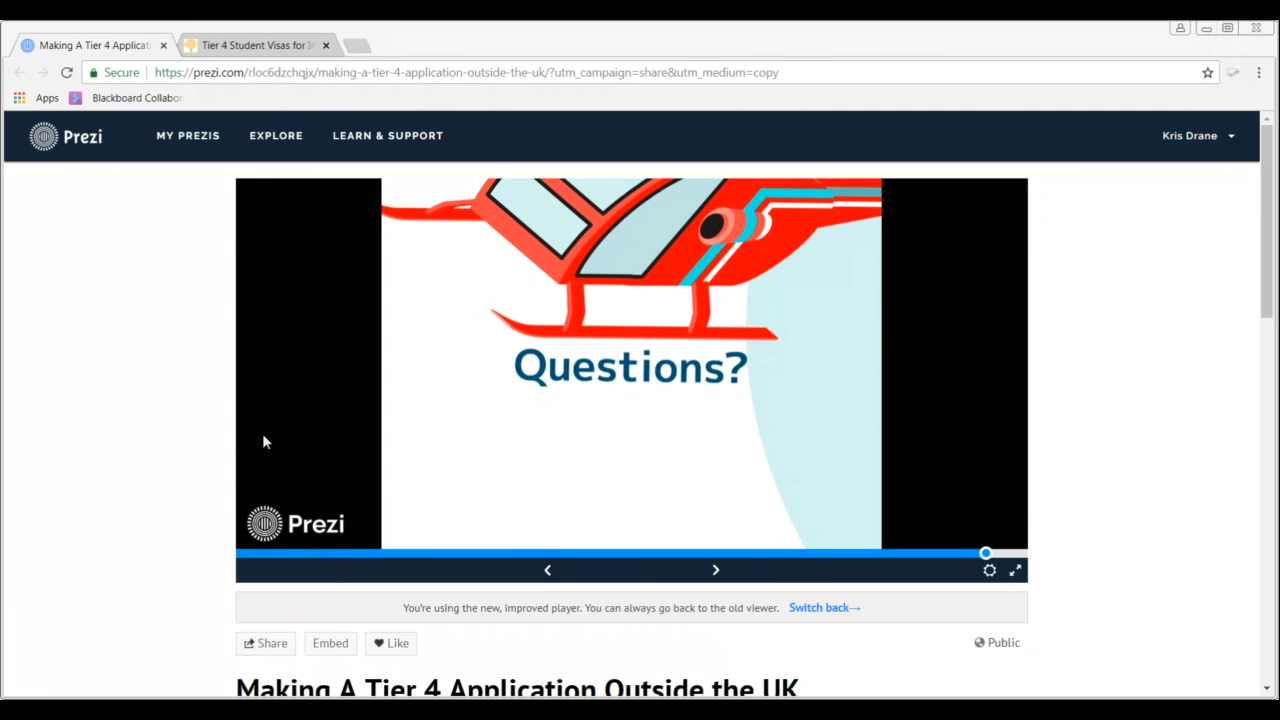 Making A Tier 4 Applicat
Tier 4 Student Visas for In
Secure
https://prezi.com/rloc6dzchqjx/making-a-tier-4-application-outside-the-uk/?utm_campaign=share&utm_medium=copy
Apps
Blackboard Collabor
Prezi
MY PREZIS
EXPLORE
LEARN & SUPPORT
Kris Drane
Questions?
Prezi
You're using the new, improved player. You can always go back to the old viewer. Switch back→
Share
Embed
Like
Public
Making A Tier 4 Application Outside the UK